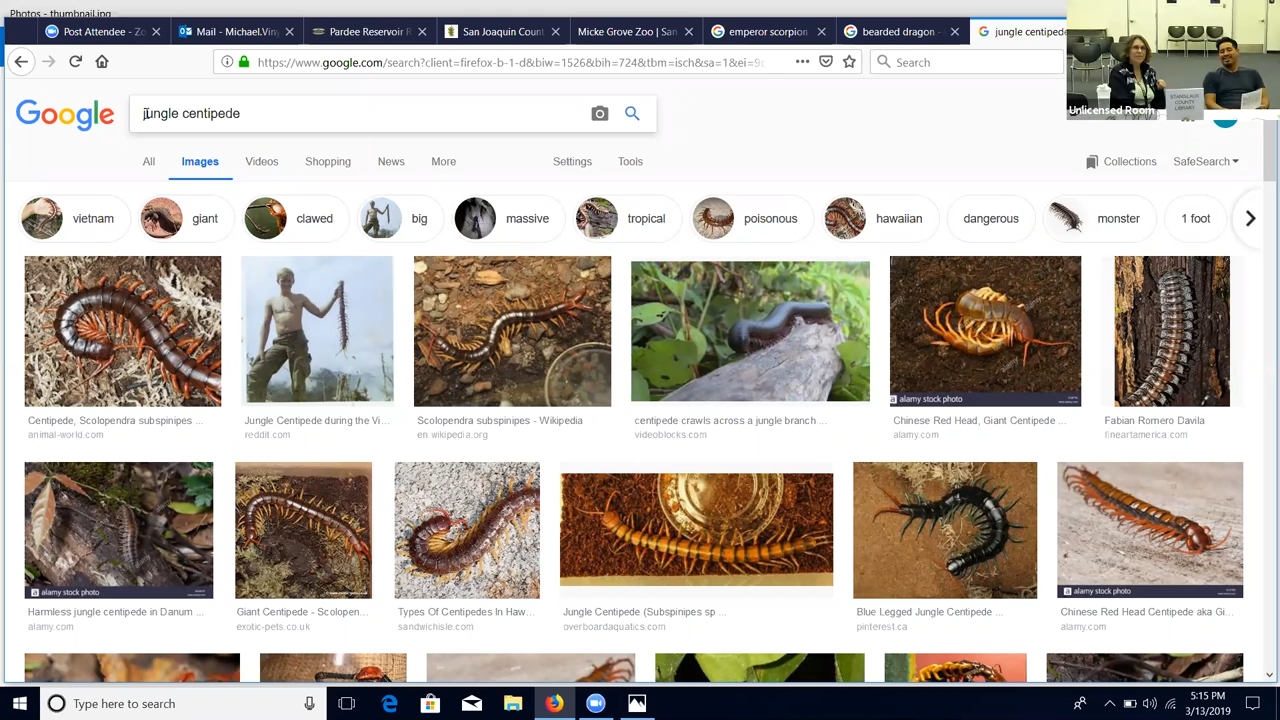 Photos - thumbnail.jpg
Post Attendee - Zo
Mail - Michael.Viny
Pardee Reservoir R
San Joaquin Count
Micke Grove Zoo | San
emperor scorpion
bearded dragon -
jungle centipede
https://www.google.com/search?client=firefox-b-1-d&biw=1526&bih=724&tbm=isch&sa=1&ei=9c
Search
STANISLAUS
COUNTY
LIBRARY
Unlicensed Room
Google
jungle centipede
All
Images
Videos
Shopping
News
More
Settings
Tools
Collections
SafeSearch
vietnam
giant
clawed
big
massive
tropical
poisonous
hawaiian
dangerous
monster
1 foot
alamy stock photo
Centipede, Scolopendra subspinipes ...
animal-world.com
Jungle Centipede during the Vi...
reddit.com
Scolopendra subspinipes - Wikipedia
en.wikipedia.org
centipede crawls across a jungle branch ...
videoblocks.com
Chinese Red Head, Giant Centipede ...
alamy.com
Fabian Romero Davila
fineartamerica.com
alamy stock photo
alamy stock photo
Harmless jungle centipede in Danum ...
alamy.com
Giant Centipede - Scolopen...
exotic-pets.co.uk
Types Of Centipedes In Haw...
sandwichisle.com
Jungle Centipede (Subspinipes sp ...
overboardaquatics.com
Blue Legged Jungle Centipede ...
pinterest.ca
Chinese Red Head Centipede aka Gi...
alamy.com
Type here to search
5:15 PM
3/13/2019